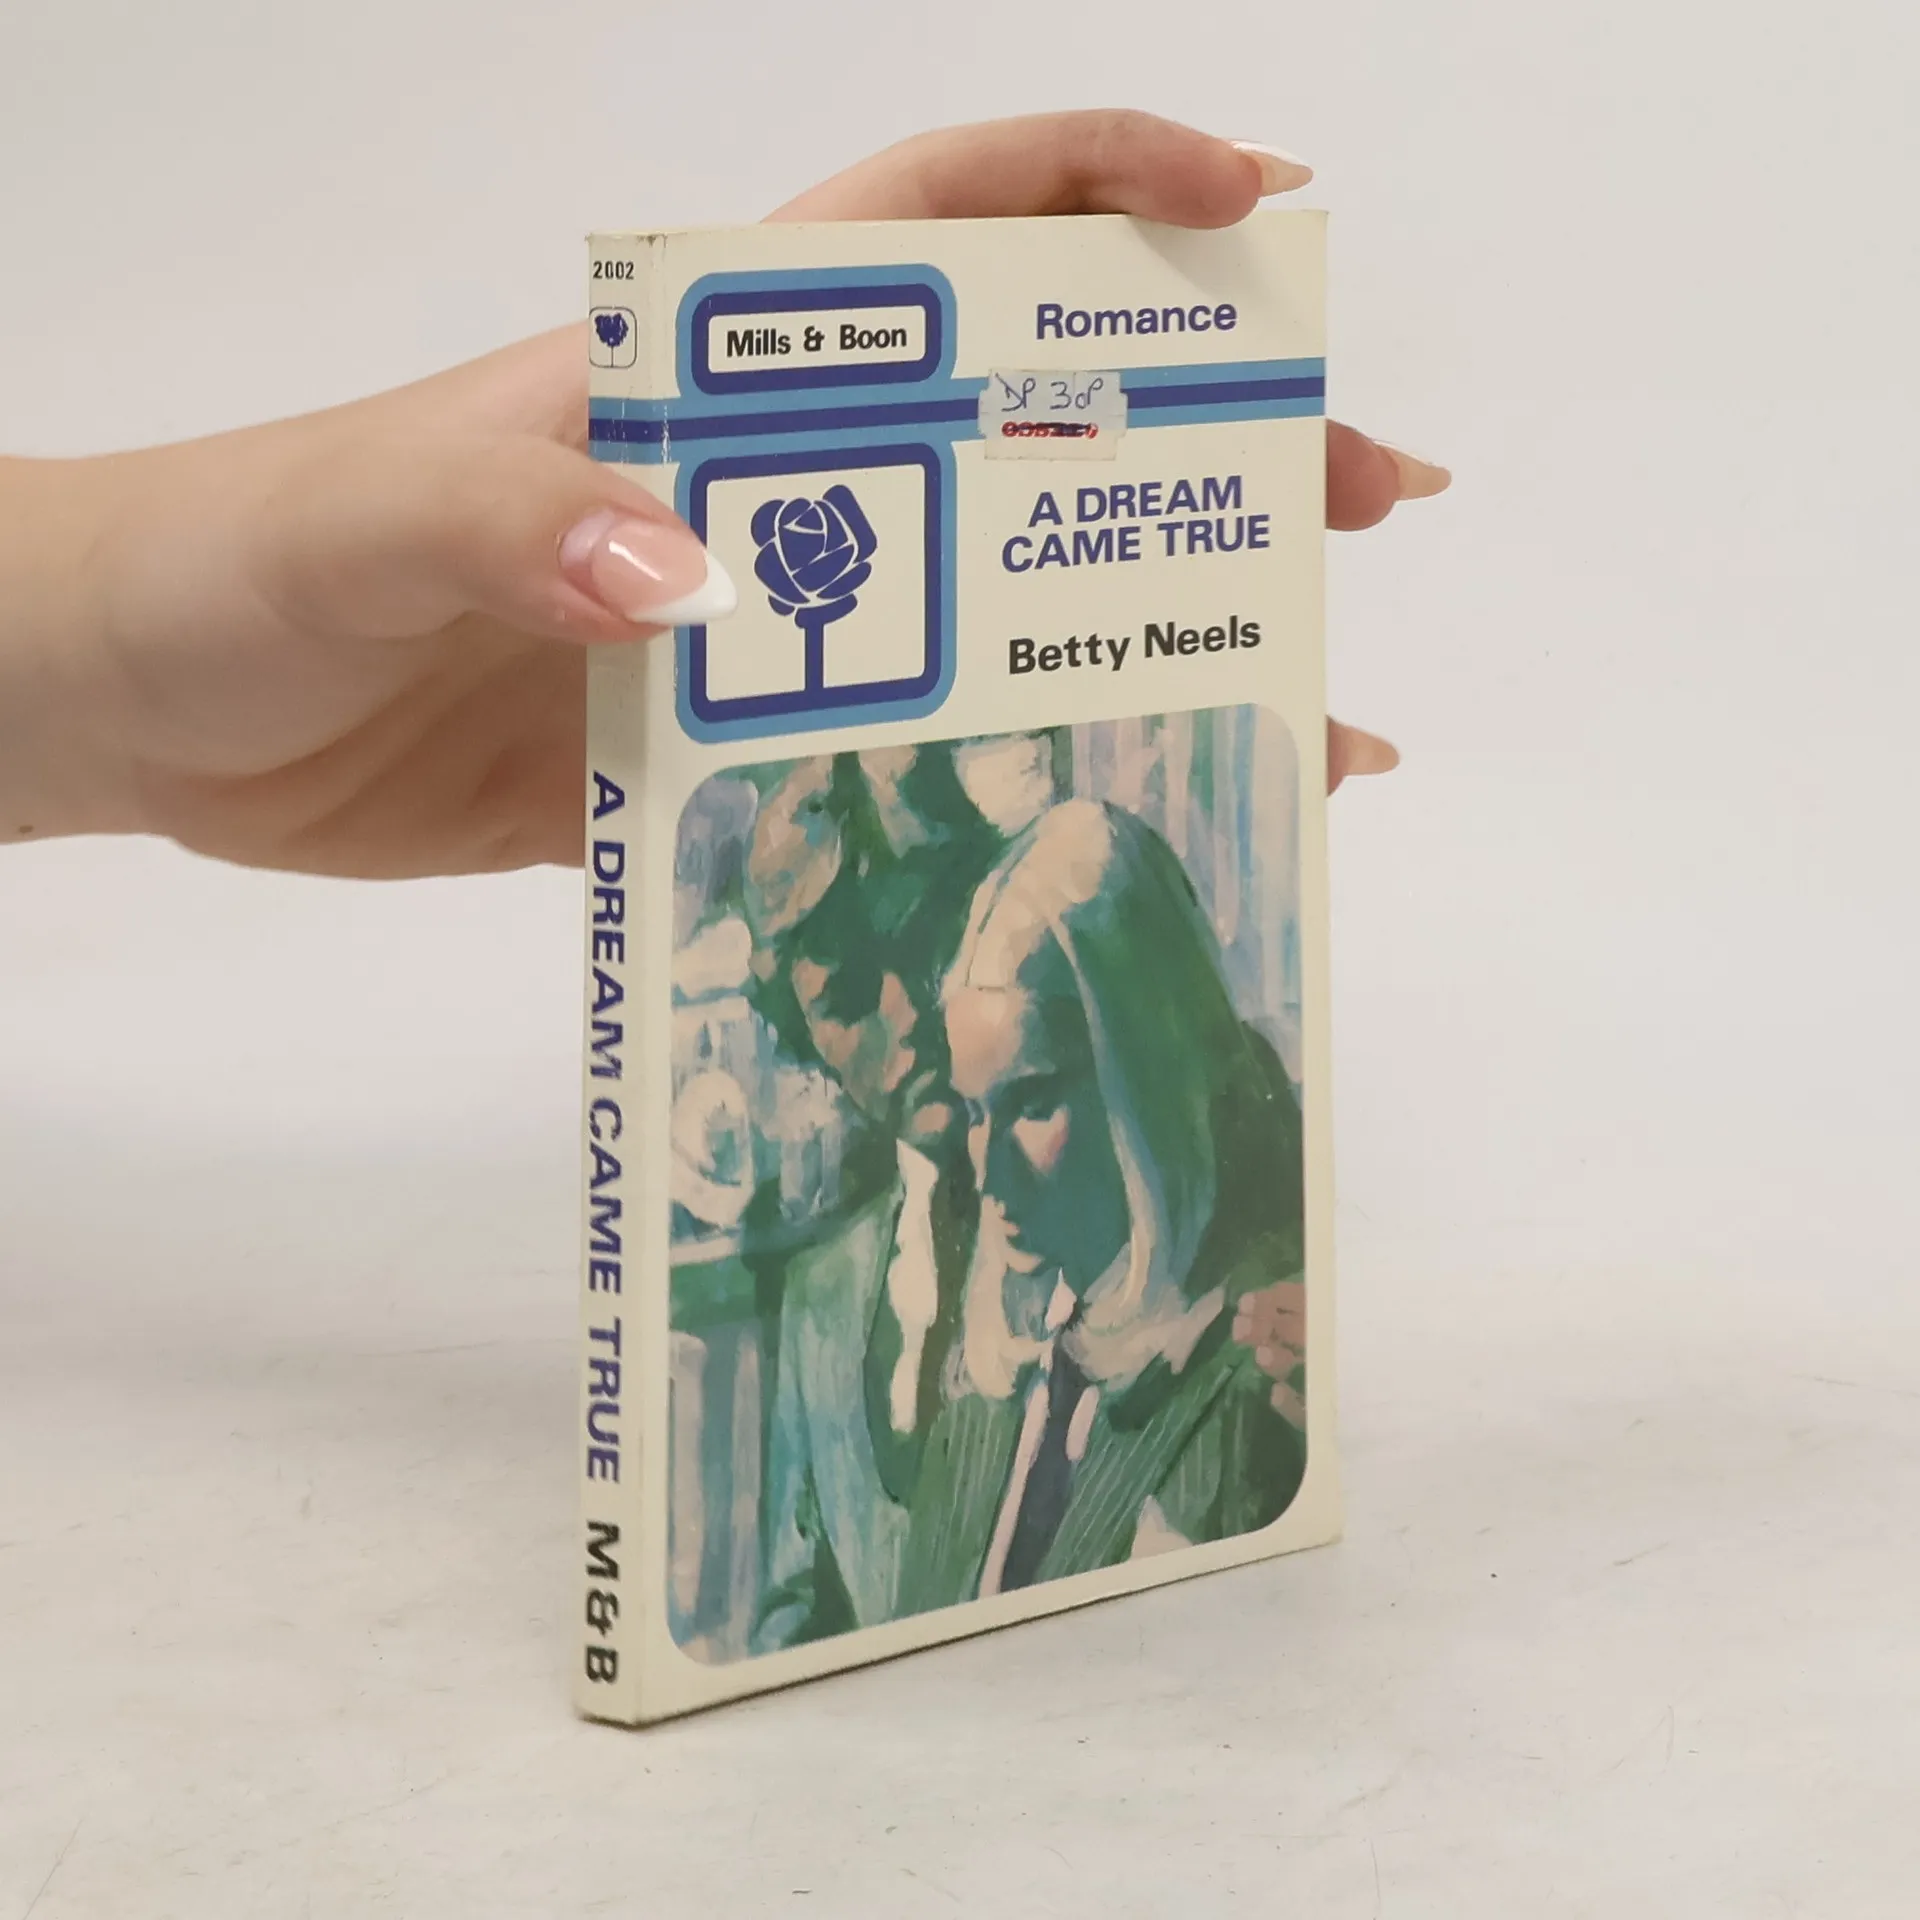 2002
Mills & Boon
Romance
DP 30P
A DREAM
CAME TRUE
Betty Neels
A DREAM CAME TRUE M&B